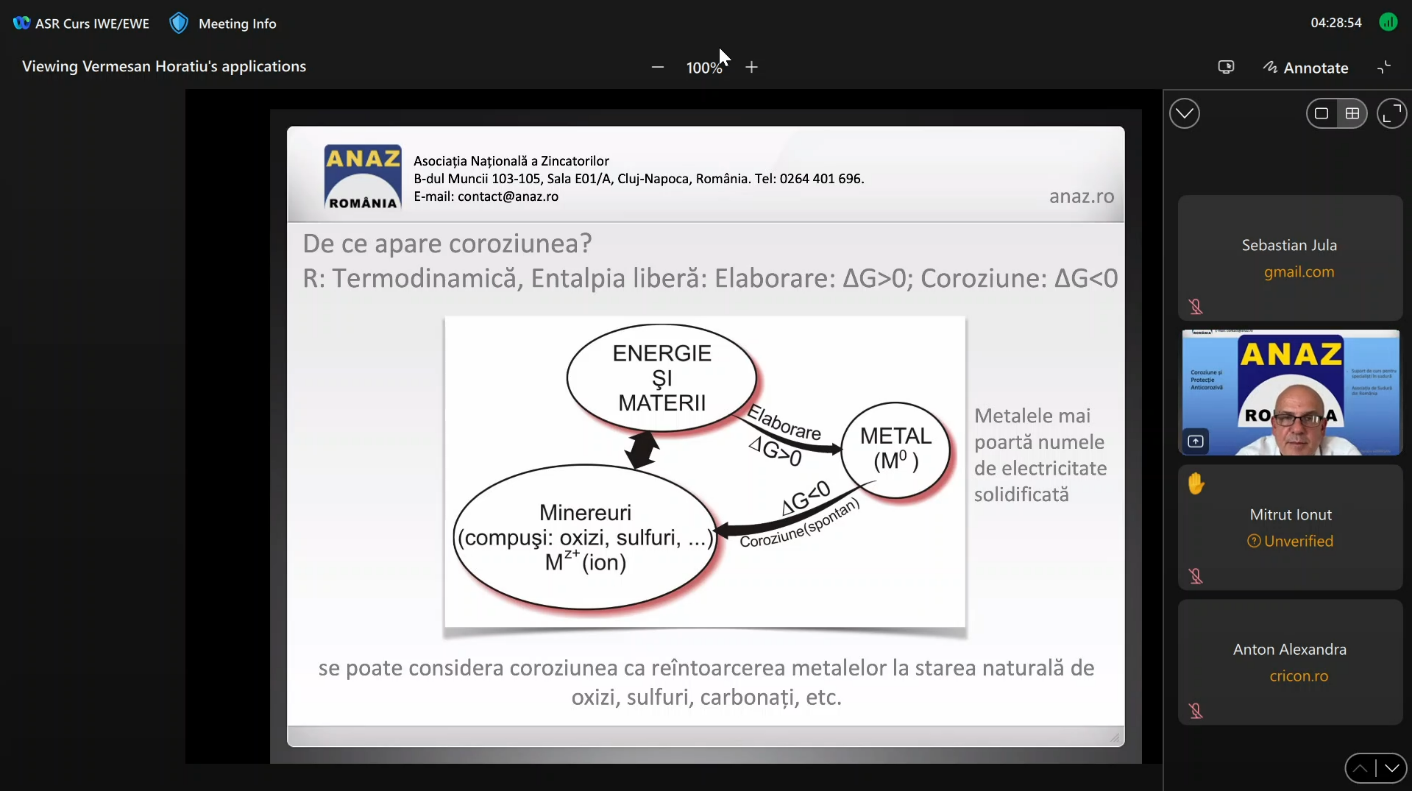 ASR Curs IWE/EWE
Meeting Info
04:28:54
Viewing Vermesan Horatiu's applications
100%
Annotate
ANAZ
ROMÂNIA
Asociația Națională a Zincatorilor
B-dul Muncii 103-105, Sala E01/A, Cluj-Napoca, România. Tel: 0264 401 696.
E-mail: contact@anaz.ro
anaz.ro
De ce apare coroziunea?
R: Termodinamică, Entalpia liberă: Elaborare: ΔG>0; Coroziune: ΔG<0
ENERGIE
ŞI
MATERII
Elaborare
ΔG>0
METAL
(M⁰ )
ΔG<0
Coroziune(spontan)
Minereuri
(compuşi: oxizi, sulfuri, ...)
Mᶻ⁺(ion)
Metalele mai
poartă numele
de electricitate
solidificată
se poate considera coroziunea ca reîntoarcerea metalelor la starea naturală de
oxizi, sulfuri, carbonați, etc.
Sebastian Jula
gmail.com
ANAZ
Coroziune și
Protecție
Anticorozivă
RO A
Mitrut Ionut
Unverified
Anton Alexandra
cricon.ro